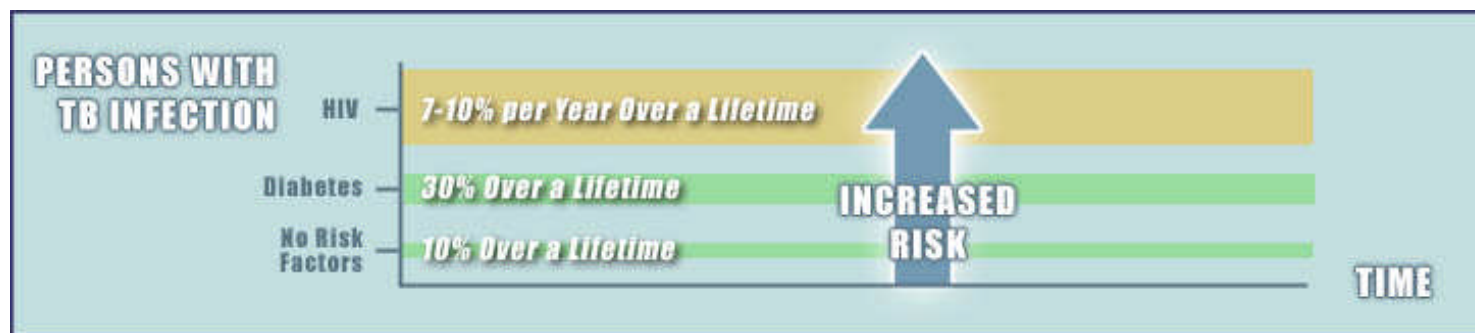 PERSONS WITH
TB INFECTION
HIV
7-10% per Year Over a Lifetime
Diabetes
30% Over a Lifetime
No Risk
Factors
10% Over a Lifetime
INCREASED
RISK
TIME